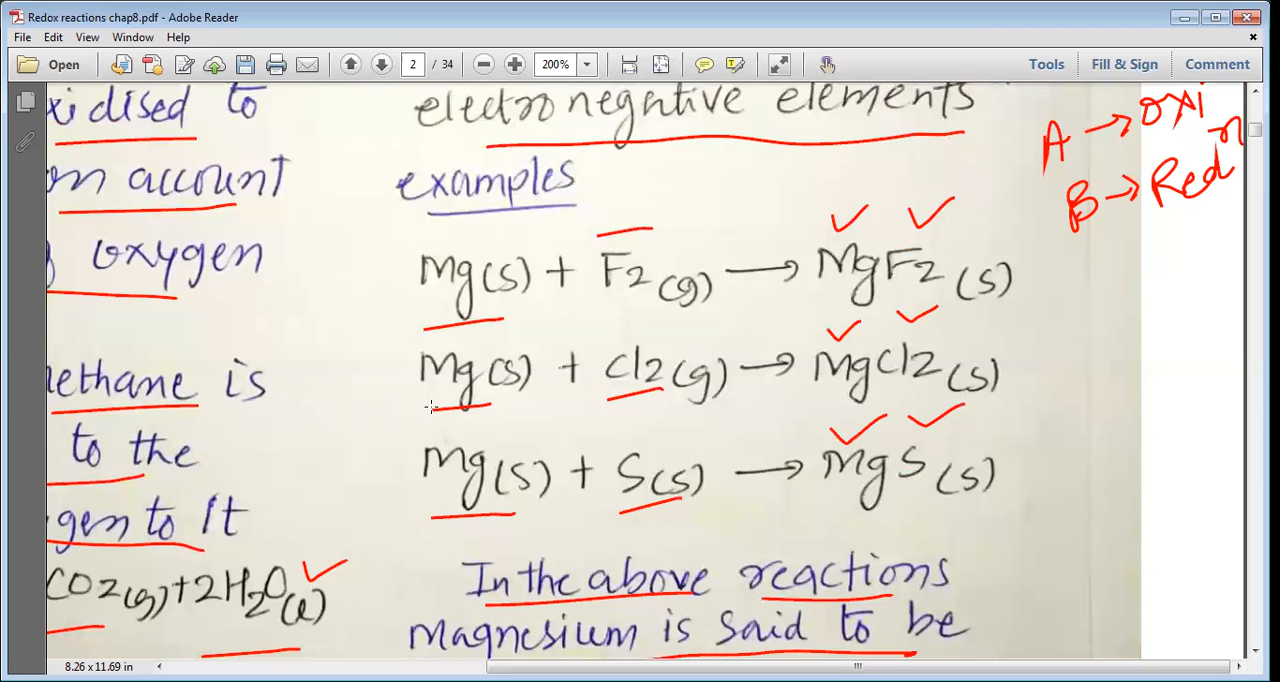 Redox reactions chap8.pdf - Adobe Reader
File Edit View Window Help
Open 2 / 34 200% Tools Fill & Sign Comment
xidised to
on account
oxygen
ethane is
to the
gen to It
CO2(g)+2H2O(l)
electronegative elements
examples
Mg(s) + F2(g) → MgF2(s)
Mg(s) + Cl2(g) → MgCl2(s)
Mg(s) + S(s) → MgS(s)
In the above reactions
magnesium is said to be
A → oxi
B → Red n
8.26 x 11.69 in